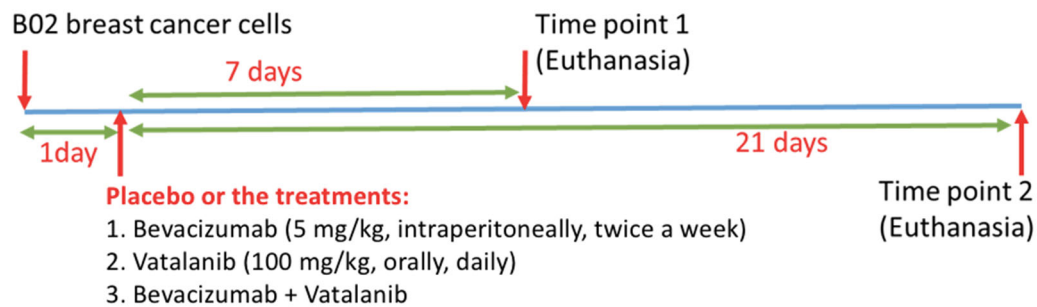 B02 breast cancer cells
Time point 1
(Euthanasia)
7 days
1day
21 days
Placebo or the treatments:
1. Bevacizumab (5 mg/kg, intraperitoneally, twice a week)
2. Vatalanib (100 mg/kg, orally, daily)
3. Bevacizumab + Vatalanib
Time point 2
(Euthanasia)